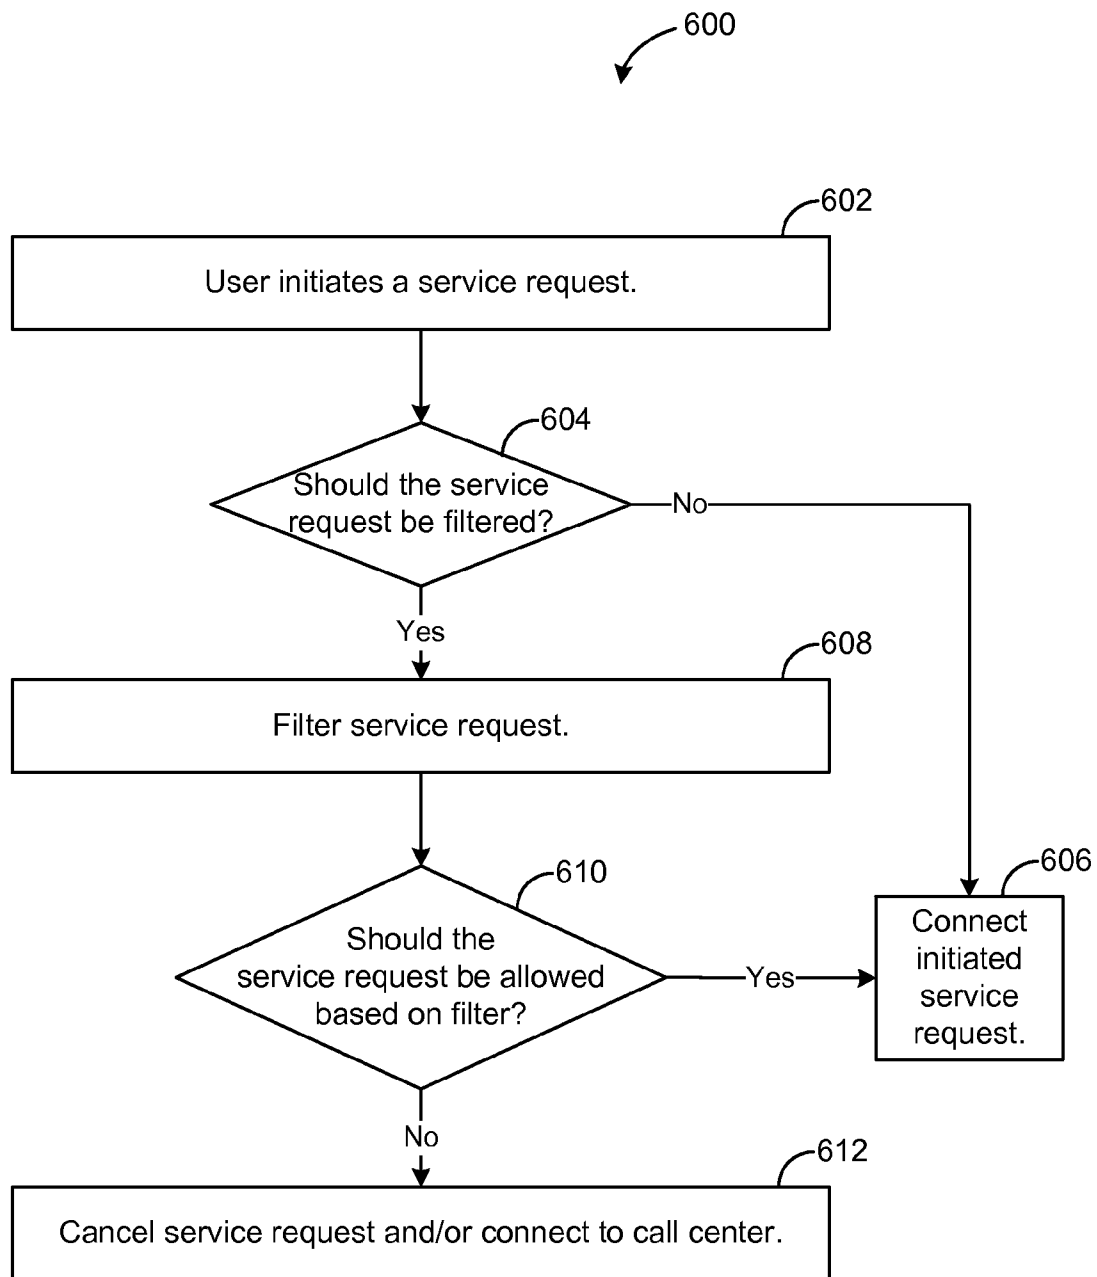 600
602
User initiates a service request.
604
Should the service
request be filtered?
No
Yes
608
Filter service request.
610
606
Should the
service request be allowed
based on filter?
Yes
Connect
initiated
service
request.
No
612
Cancel service request and/or connect to call center.